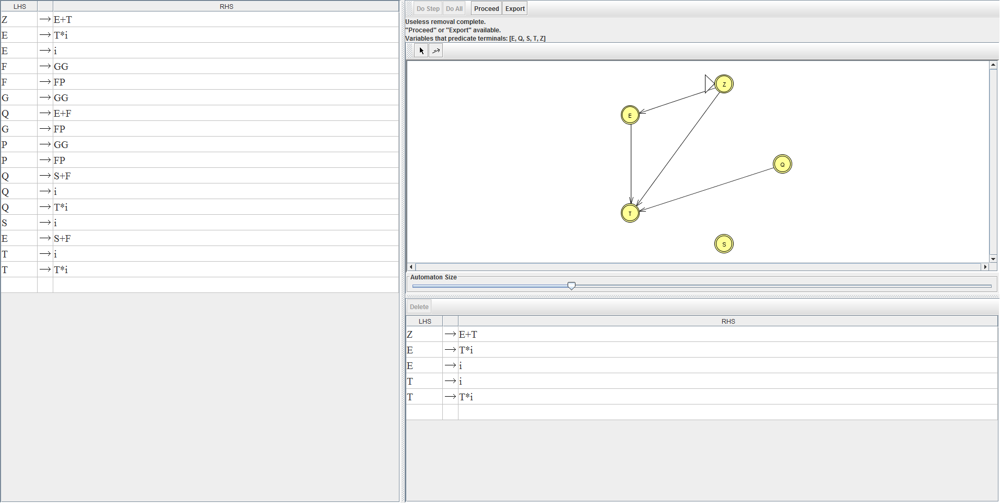 LHS RHS
Z → E+T
E → T*i
E → i
F → GG
F → FP
G → GG
Q → E+F
G → FP
P → GG
P → FP
Q → S+F
Q → i
Q → T*i
S → i
E → S+F
T → i
T → T*i
Do Step Do All Proceed Export
Useless removal complete.
"Proceed" or "Export" available.
Variables that predicate terminals: [E, Q, S, T, Z]
Z
E
Q
T
S
Automaton Size
Delete
LHS RHS
Z → E+T
E → T*i
E → i
T → i
T → T*i